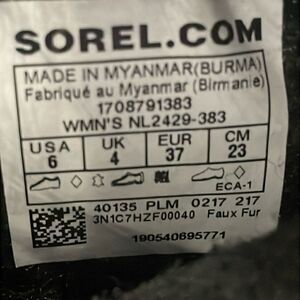 SOREL.COM
MADE IN MYANMAR(BURMA)
Fabriqué au Myanmar (Birmanie)
1708791383
WMN'S NL2429-383
USA UK EUR CM
6 4 37 23
ECA-1
40135 PLM 0217 217
3N1C7HZF00040 Faux Fur
190540695771